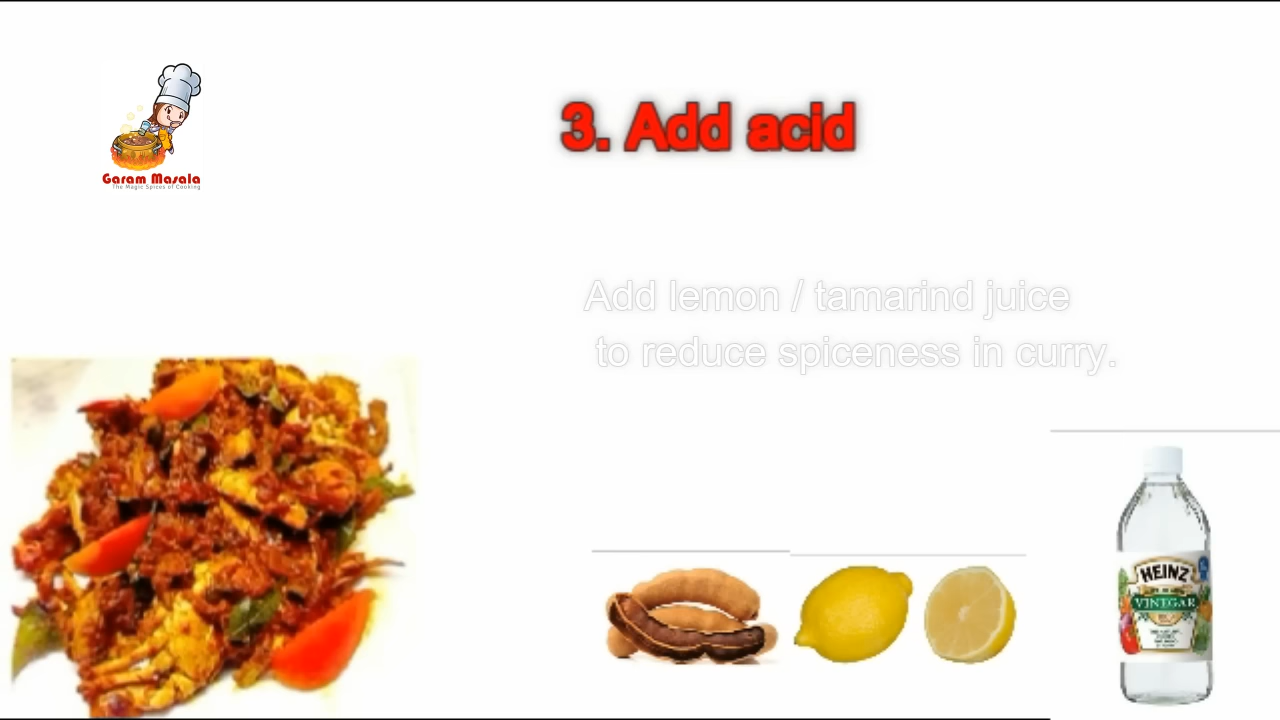 3. Add acid
Garam Masala
The Magic Spices of Cooking
Add lemon / tamarind juice
to reduce spiceness in curry.
HEINZ
VINEGAR